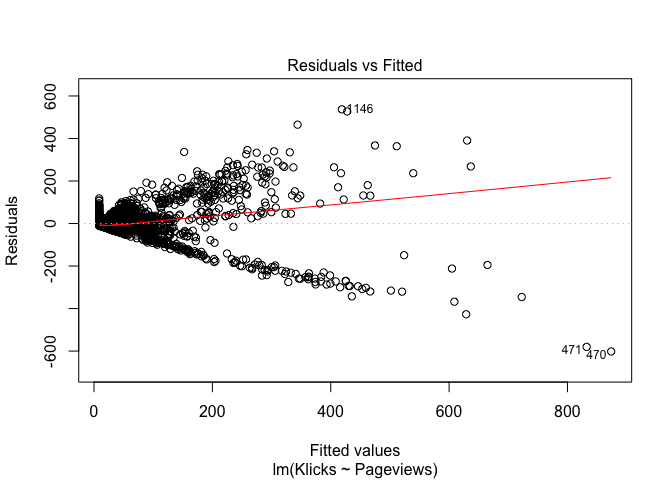 Residuals vs Fitted
600
400
200
0
-200
-600
Residuals
1146
471
470
0 200 400 600 800
Fitted values
lm(Klicks ~ Pageviews)